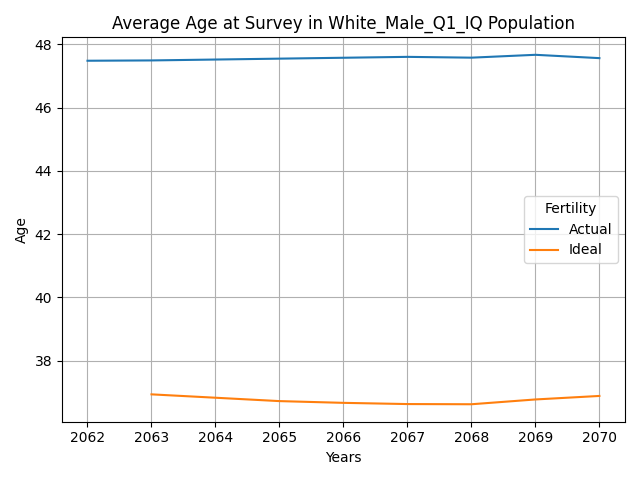 Average Age at Survey in White_Male_Q1_IQ Population
48
46
44
42
40
38
Age
Fertility
Actual
Ideal
2062 2063 2064 2065 2066 2067 2068 2069 2070
Years